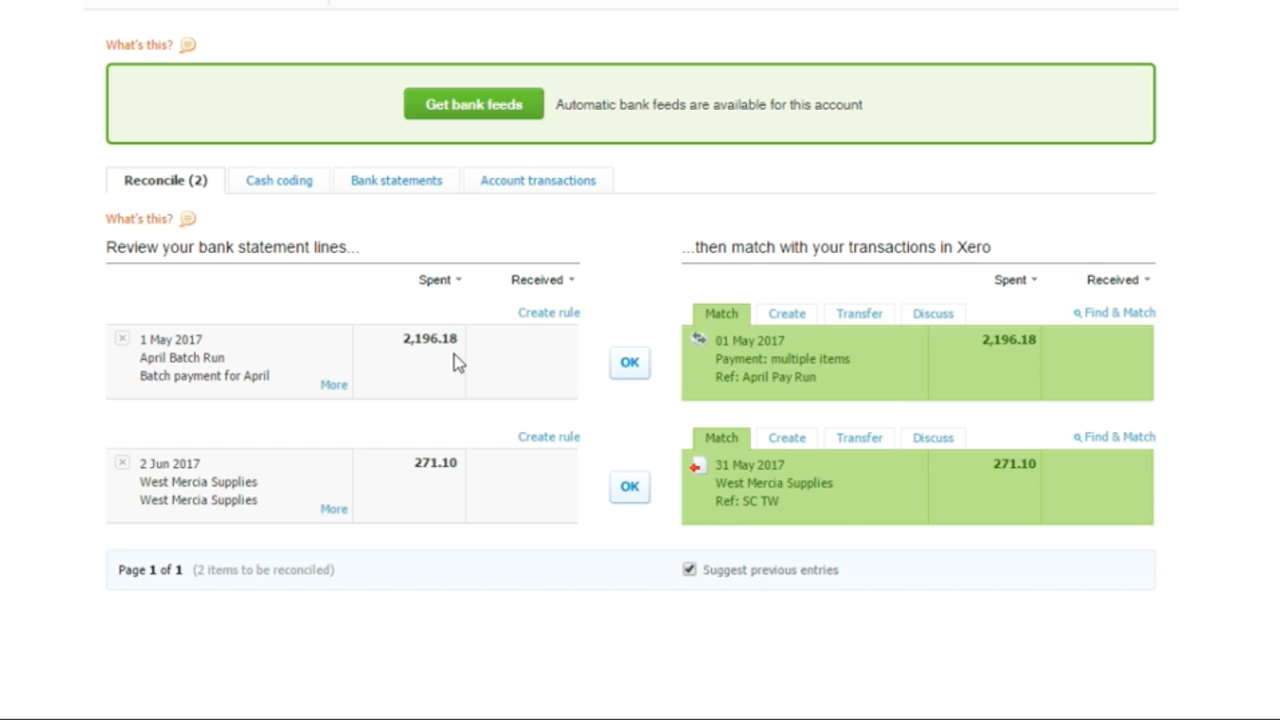 What's this?
Get bank feeds Automatic bank feeds are available for this account
Reconcile (2) Cash coding Bank statements Account transactions
What's this?
Review your bank statement lines...
...then match with your transactions in Xero
Spent Received
Spent Received
Create rule
Match Create Transfer Discuss Find & Match
1 May 2017 2,196.18
April Batch Run
Batch payment for April
More
OK
01 May 2017 2,196.18
Payment: multiple items
Ref: April Pay Run
Create rule
Match Create Transfer Discuss Find & Match
2 Jun 2017 271.10
West Mercia Supplies
West Mercia Supplies
More
OK
31 May 2017 271.10
West Mercia Supplies
Ref: SC TW
Page 1 of 1 (2 items to be reconciled)
Suggest previous entries